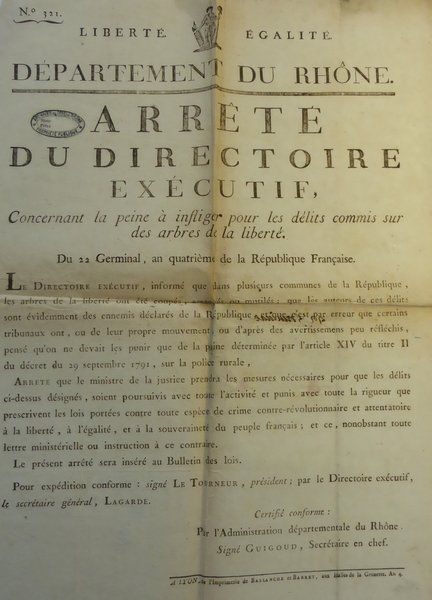 N.º 321.
LIBERTÉ. ÉGALITÉ.
DÉPARTEMENT DU RHÔNE.
ARRÊTÉ
DU DIRECTOIRE
EXÉCUTIF,
Concernant la peine à infliger pour les délits commis sur
des arbres de la liberté.
Du 22 Germinal, an quatrième de la République Française.
LE DIRECTOIRE EXÉCUTIF, informé que dans plusieurs communes de la République,
les arbres de la liberté ont été coupés, ou mutilés; que les auteurs de ces délits
sont évidemment des ennemis déclarés de la République, c'est par erreur que certains
tribunaux ont, ou de leur propre mouvement, ou d'après des avertissemens peu réfléchis,
pensé qu'on ne devait les punir que de la peine déterminée par l'article XIV du titre II
du décret du 29 septembre 1791, sur la police rurale,
ARRETE que le ministre de la justice prendra les mesures nécessaires pour que les délits
ci-dessus désignés, soient poursuivis avec toute l'activité et punis avec toute la rigueur que
prescrivent les lois portées contre toute espèce de crime contre-révolutionnaire et attentatoire
à la liberté, à l'égalité, et à la souveraineté du peuple français; et ce, nonobstant toute
lettre ministérielle ou instruction à ce contraire.
Le présent arrêté sera inséré au Bulletin des lois.
Pour expédition conforme : signé LE TOURNEUR, président; par le Directoire exécutif,
le secrétaire général, LAGARDE.
Certifié conforme :
Par l'Administration départementale du Rhône.
Signé GUIGOUD, Secrétaire en chef.
A LYON, de l'Imprimerie de BALLANCHE et BARRET, aux Halles de la Grenette. An 4.